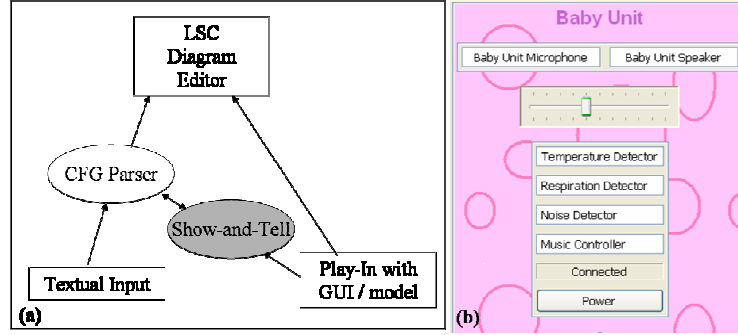 LSC
Diagram
Editor
CFG Parser
Show-and-Tell
Textual Input
Play-In with
GUI / model
(a)
Baby Unit
Baby Unit Microphone
Baby Unit Speaker
Temperature Detector
Respiration Detector
Noise Detector
Music Controller
Connected
Power
(b)